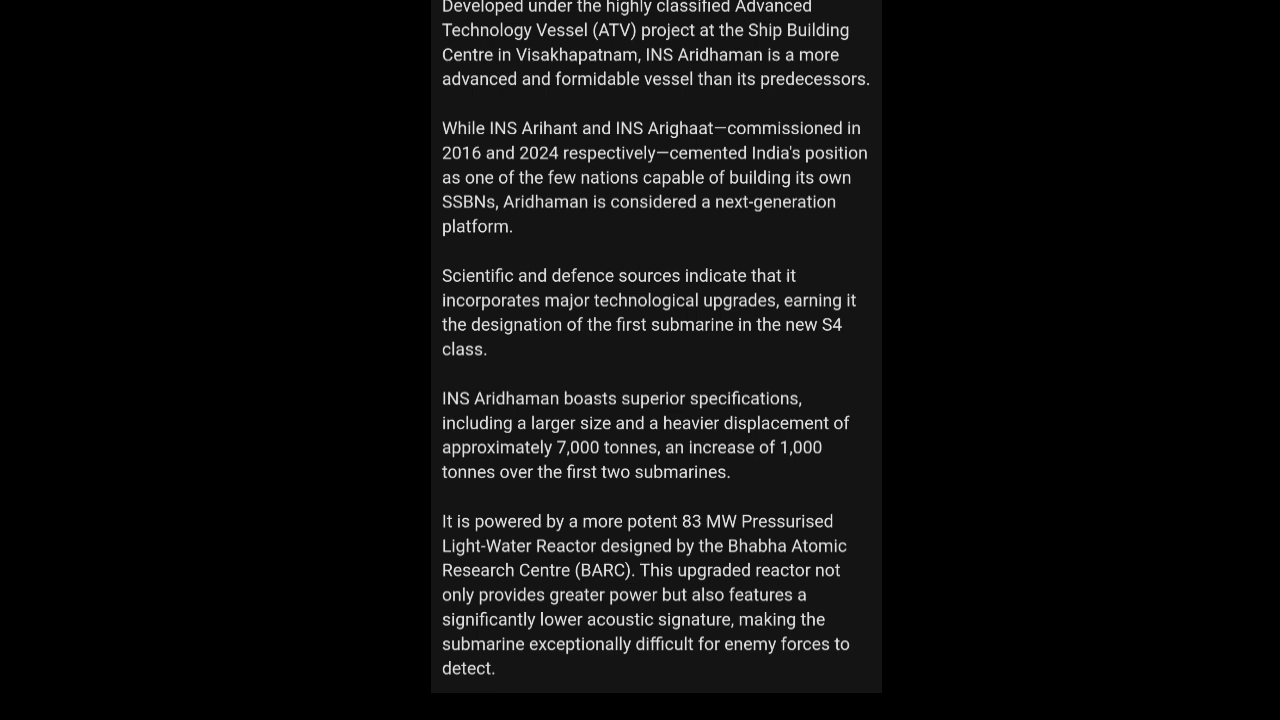 Developed under the highly classified Advanced
Technology Vessel (ATV) project at the Ship Building
Centre in Visakhapatnam, INS Aridhaman is a more
advanced and formidable vessel than its predecessors.
While INS Arihant and INS Arighaat—commissioned in
2016 and 2024 respectively—cemented India's position
as one of the few nations capable of building its own
SSBNs, Aridhaman is considered a next-generation
platform.
Scientific and defence sources indicate that it
incorporates major technological upgrades, earning it
the designation of the first submarine in the new S4
class.
INS Aridhaman boasts superior specifications,
including a larger size and a heavier displacement of
approximately 7,000 tonnes, an increase of 1,000
tonnes over the first two submarines.
It is powered by a more potent 83 MW Pressurised
Light-Water Reactor designed by the Bhabha Atomic
Research Centre (BARC). This upgraded reactor not
only provides greater power but also features a
significantly lower acoustic signature, making the
submarine exceptionally difficult for enemy forces to
detect.